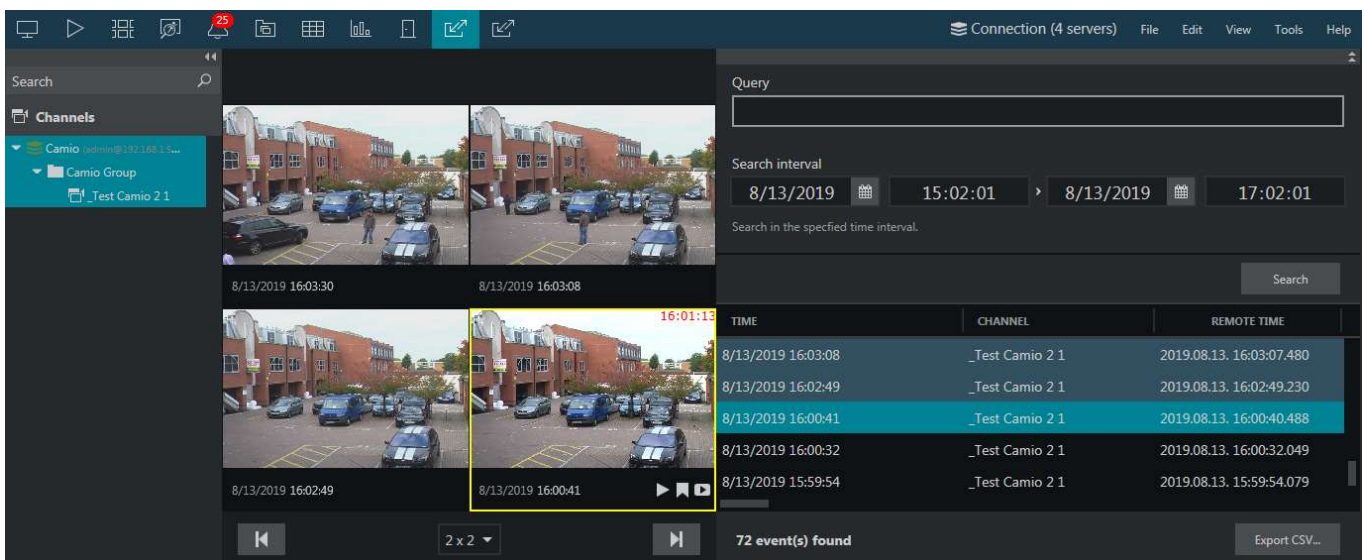 25
Connection (4 servers) File Edit View Tools Help
Search
Channels
Camio (admin@192.168.1.5...
Camio Group
_Test Camio 2 1
8/13/2019 16:03:30
8/13/2019 16:03:08
16:01:13
8/13/2019 16:02:49
8/13/2019 16:00:41
2 x 2
Query
Search interval
8/13/2019 15:02:01 › 8/13/2019 17:02:01
Search in the specfied time interval.
Search
TIME CHANNEL REMOTE TIME
8/13/2019 16:03:08 _Test Camio 2 1 2019.08.13. 16:03:07.480
8/13/2019 16:02:49 _Test Camio 2 1 2019.08.13. 16:02:49.230
8/13/2019 16:00:41 _Test Camio 2 1 2019.08.13. 16:00:40.488
8/13/2019 16:00:32 _Test Camio 2 1 2019.08.13. 16:00:32.049
8/13/2019 15:59:54 _Test Camio 2 1 2019.08.13. 15:59:54.079
72 event(s) found
Export CSV...